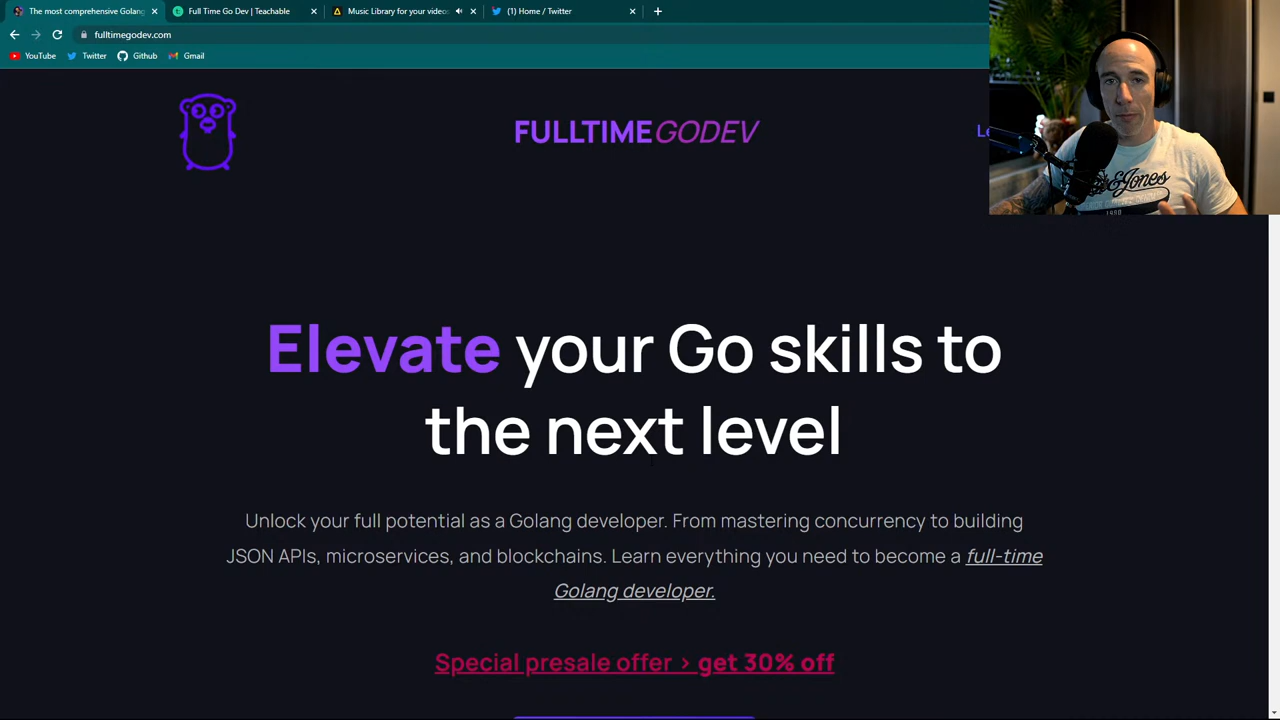 The most comprehensive Golang
Full Time Go Dev | Teachable
Music Library for your videos
(1) Home / Twitter
fulltimegodev.com
YouTube
Twitter
Github
Gmail
FULLTIMEGODEV
Elevate your Go skills to
the next level
Unlock your full potential as a Golang developer. From mastering concurrency to building
JSON APIs, microservices, and blockchains. Learn everything you need to become a full-time
Golang developer.
Special presale offer > get 30% off
&Jones